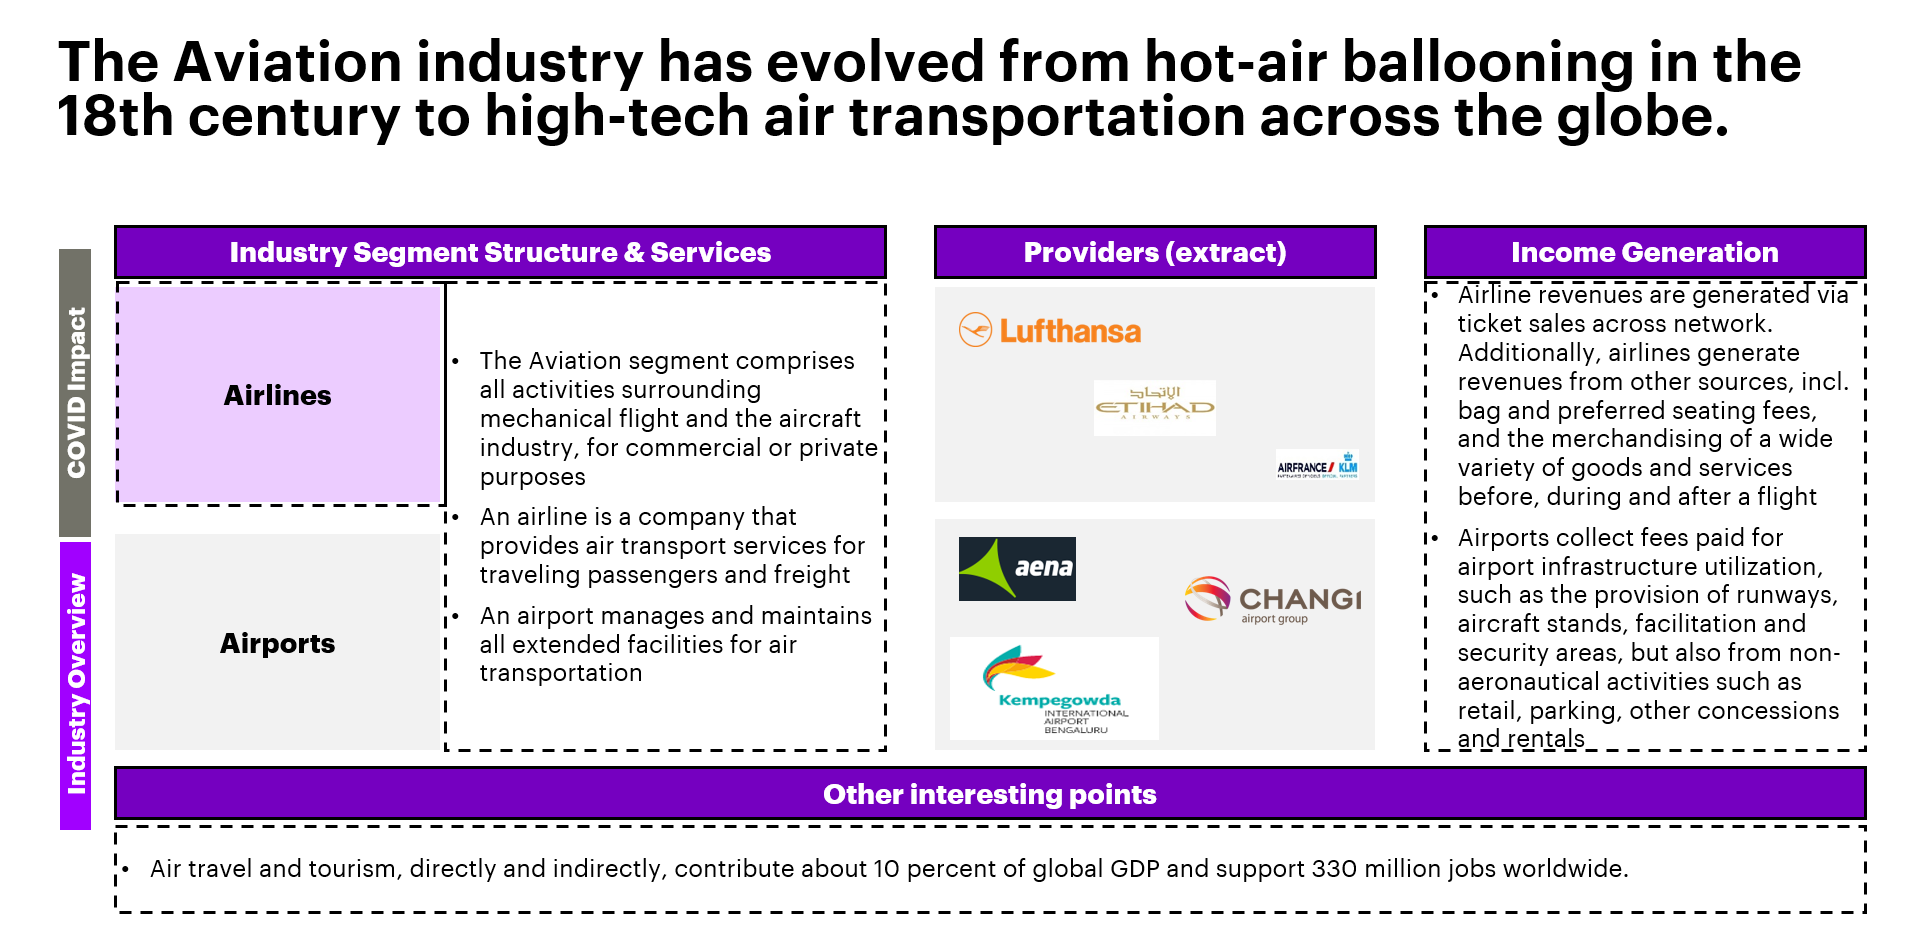 The Aviation industry has evolved from hot-air ballooning in the
18th century to high-tech air transportation across the globe.
COVID Impact
Industry Overview
Industry Segment Structure & Services
Airlines
Airports
• The Aviation segment comprises
all activities surrounding
mechanical flight and the aircraft
industry, for commercial or private
purposes
• An airline is a company that
provides air transport services for
traveling passengers and freight
• An airport manages and maintains
all extended facilities for air
transportation
Providers (extract)
Lufthansa
الإتحاد
ETIHAD
AIRWAYS
AIRFRANCE/ KLM
aena
CHANGI
airport group
Kempegowda
INTERNATIONAL
AIRPORT
BENGALURU
Income Generation
• Airline revenues are generated via
ticket sales across network.
Additionally, airlines generate
revenues from other sources, incl.
bag and preferred seating fees,
and the merchandising of a wide
variety of goods and services
before, during and after a flight
• Airports collect fees paid for
airport infrastructure utilization,
such as the provision of runways,
aircraft stands, facilitation and
security areas, but also from non-
aeronautical activities such as
retail, parking, other concessions
and rentals
Other interesting points
• Air travel and tourism, directly and indirectly, contribute about 10 percent of global GDP and support 330 million jobs worldwide.